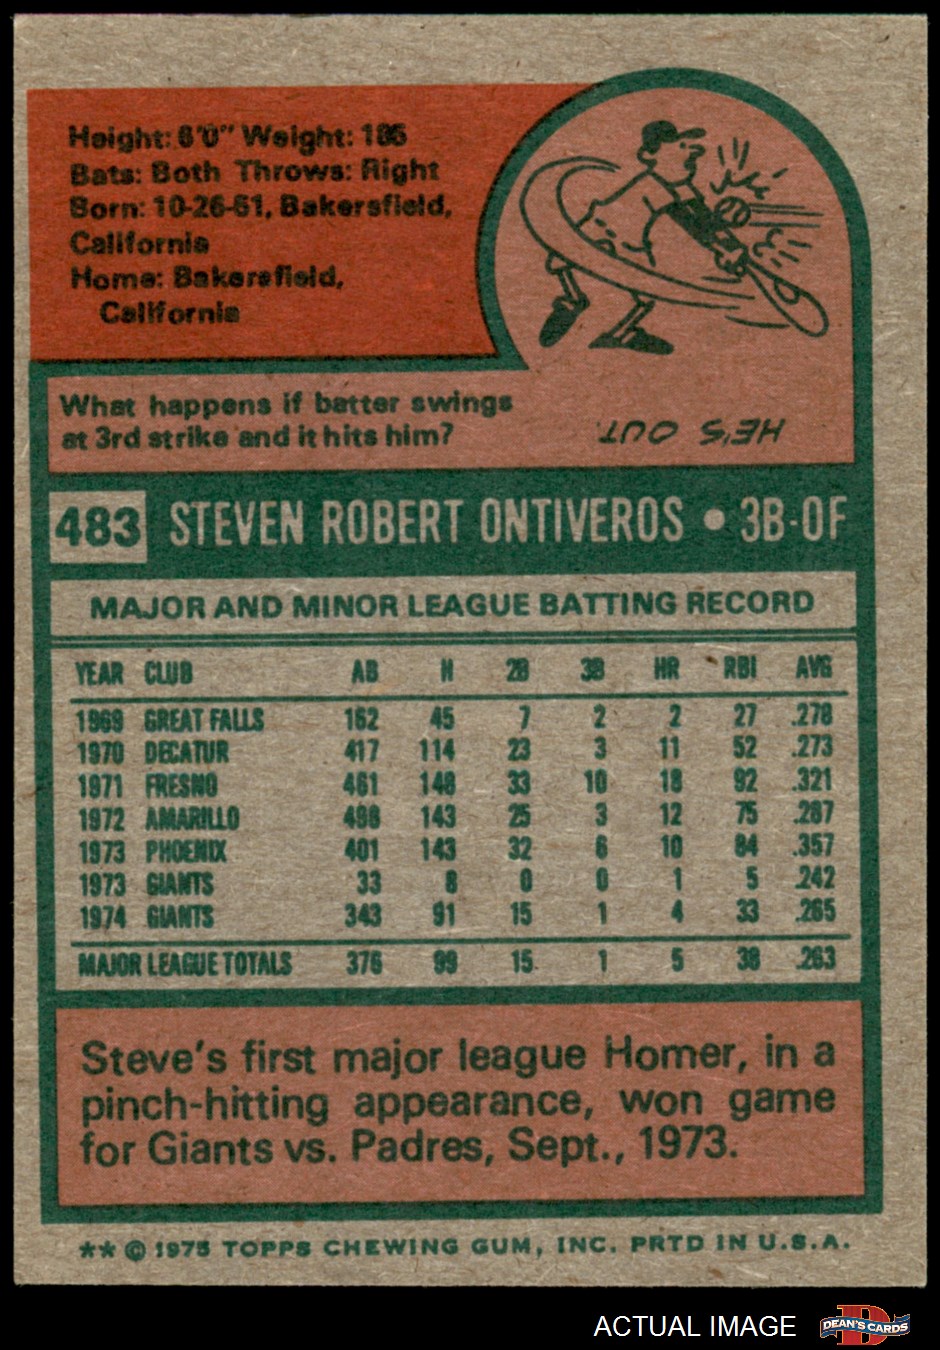 Height: 6'0" Weight: 185
Bats: Both Throws: Right
Born: 10-26-51, Bakersfield,
California
Home: Bakersfield,
California
What happens if batter swings
at 3rd strike and it hits him?
HE'S OUT.
483 STEVEN ROBERT ONTIVEROS • 3B-OF
MAJOR AND MINOR LEAGUE BATTING RECORD
YEAR CLUB AB H 2B 3B HR RBI AVG
1969 GREAT FALLS 162 45 7 2 2 27 .278
1970 DECATUR 417 114 23 3 11 52 .273
1971 FRESNO 461 148 33 10 18 92 .321
1972 AMARILLO 498 143 25 3 12 75 .287
1973 PHOENIX 401 143 32 6 10 84 .357
1973 GIANTS 33 8 0 0 1 5 .242
1974 GIANTS 343 91 15 1 4 33 .265
MAJOR LEAGUE TOTALS 376 99 15 1 5 38 .263
Steve's first major league Homer, in a
pinch-hitting appearance, won game
for Giants vs. Padres, Sept., 1973.
** © 1975 TOPPS CHEWING GUM, INC. PRTD IN U.S.A.
ACTUAL IMAGE
DEAN'S CARDS